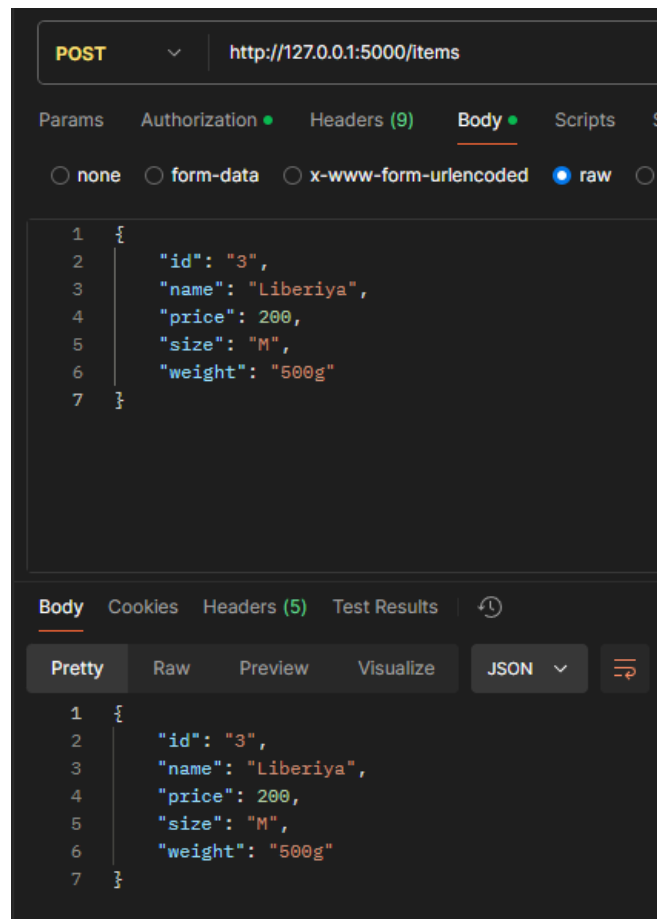 POST http://127.0.0.1:5000/items
Params Authorization Headers (9) Body Scripts
none form-data x-www-form-urlencoded raw
1 {
2 "id": "3",
3 "name": "Liberiya",
4 "price": 200,
5 "size": "M",
6 "weight": "500g"
7 }
Body Cookies Headers (5) Test Results
Pretty Raw Preview Visualize JSON
1 {
2 "id": "3",
3 "name": "Liberiya",
4 "price": 200,
5 "size": "M",
6 "weight": "500g"
7 }